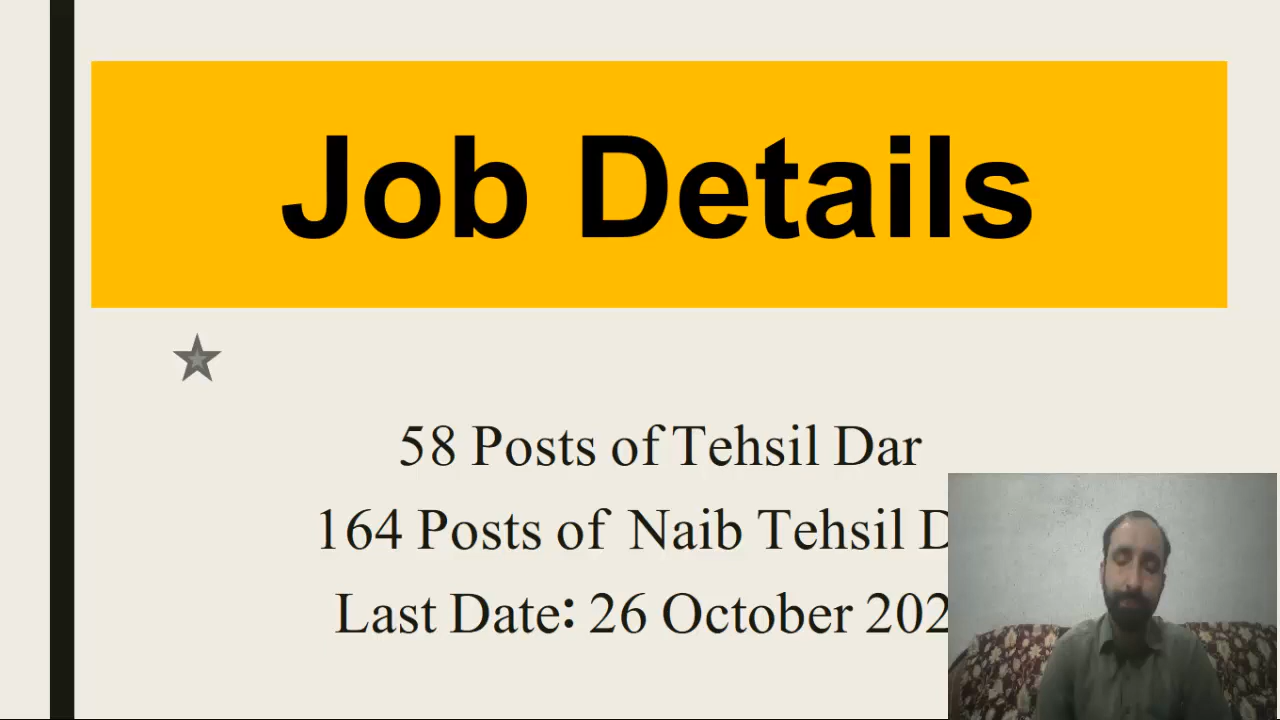 Job Details
58 Posts of Tehsil Dar
164 Posts of Naib Tehsil
Last Date: 26 October